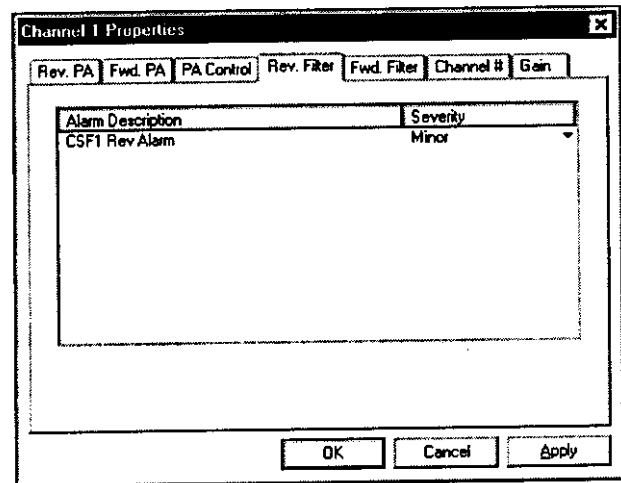 Channel 1 Properties
Rev. PA Fwd. PA PA Control Rev. Filter Fwd. Filter Channel # Gain
Alarm Description Severity
CSF1 Rev Alarm Minor
OK Cancel Apply